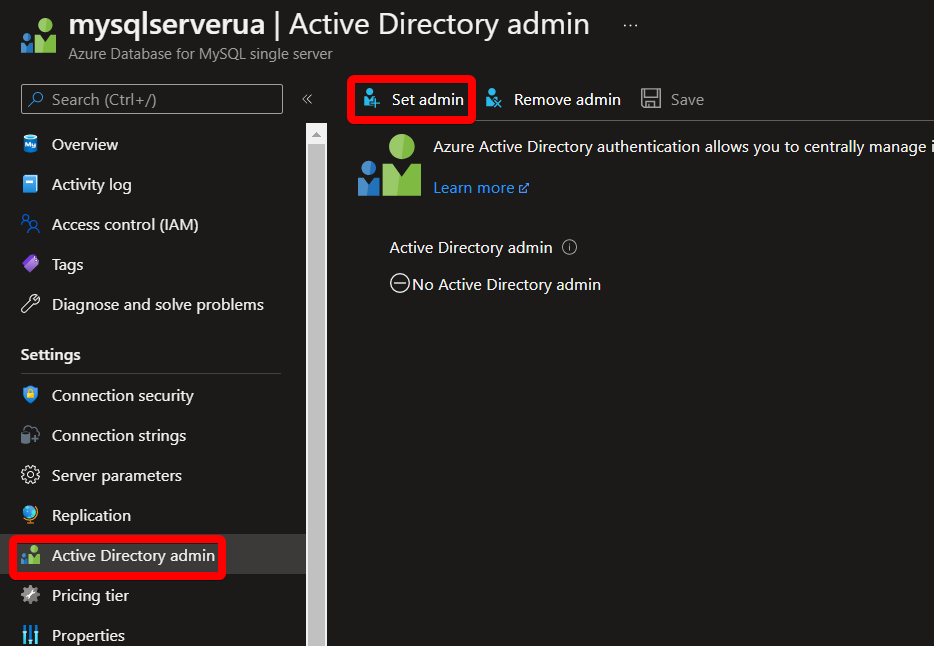 mysqlserverua | Active Directory admin ...
Azure Database for MySQL single server
Search (Ctrl+/) «
Overview
Activity log
Access control (IAM)
Tags
Diagnose and solve problems
Settings
Connection security
Connection strings
Server parameters
Replication
Active Directory admin
Pricing tier
Properties
Set admin Remove admin Save
Azure Active Directory authentication allows you to centrally manage i
Learn more
Active Directory admin
No Active Directory admin